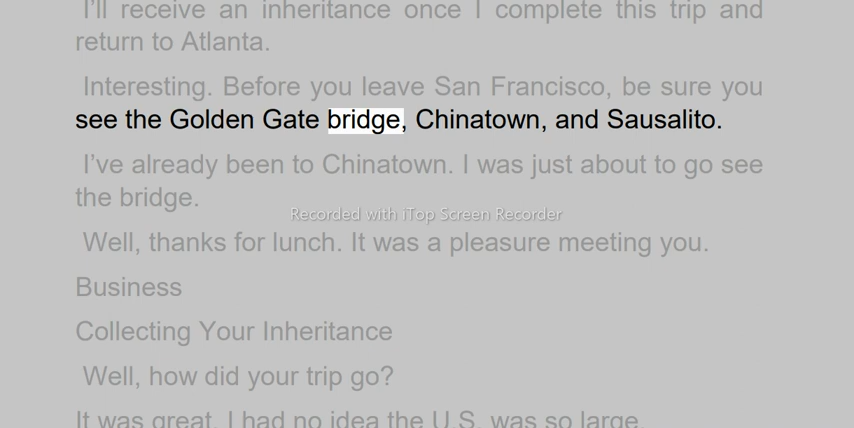 I’ll receive an inheritance once I complete this trip and
return to Atlanta.
Interesting. Before you leave San Francisco, be sure you
see the Golden Gate bridge, Chinatown, and Sausalito.
I’ve already been to Chinatown. I was just about to go see
the bridge.
Recorded with iTop Screen Recorder
Well, thanks for lunch. It was a pleasure meeting you.
Business
Collecting Your Inheritance
Well, how did your trip go?
It was great. I had no idea the U.S. was so large.